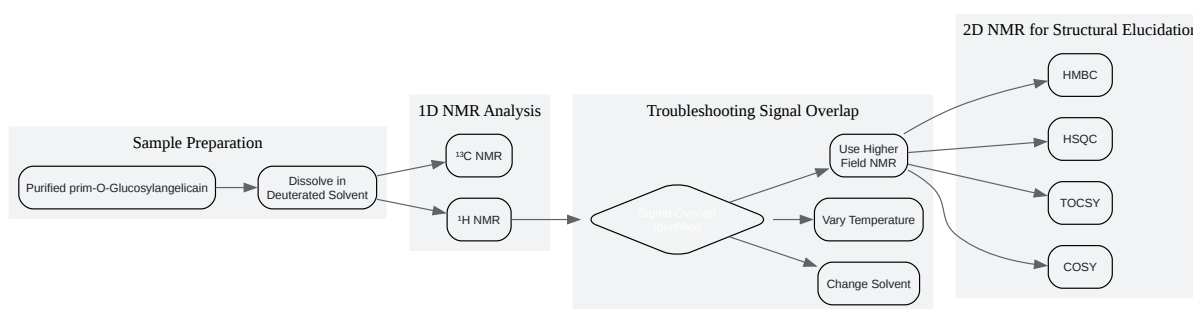 Sample Preparation
Purified prim-O-Glucosylangelicain
Dissolve in
Deuterated Solvent
1D NMR Analysis
¹³C NMR
¹H NMR
Troubleshooting Signal Overlap
Signal Overlap
Identified
Use Higher
Field NMR
Vary Temperature
Change Solvent
2D NMR for Structural Elucidation
HMBC
HSQC
TOCSY
COSY